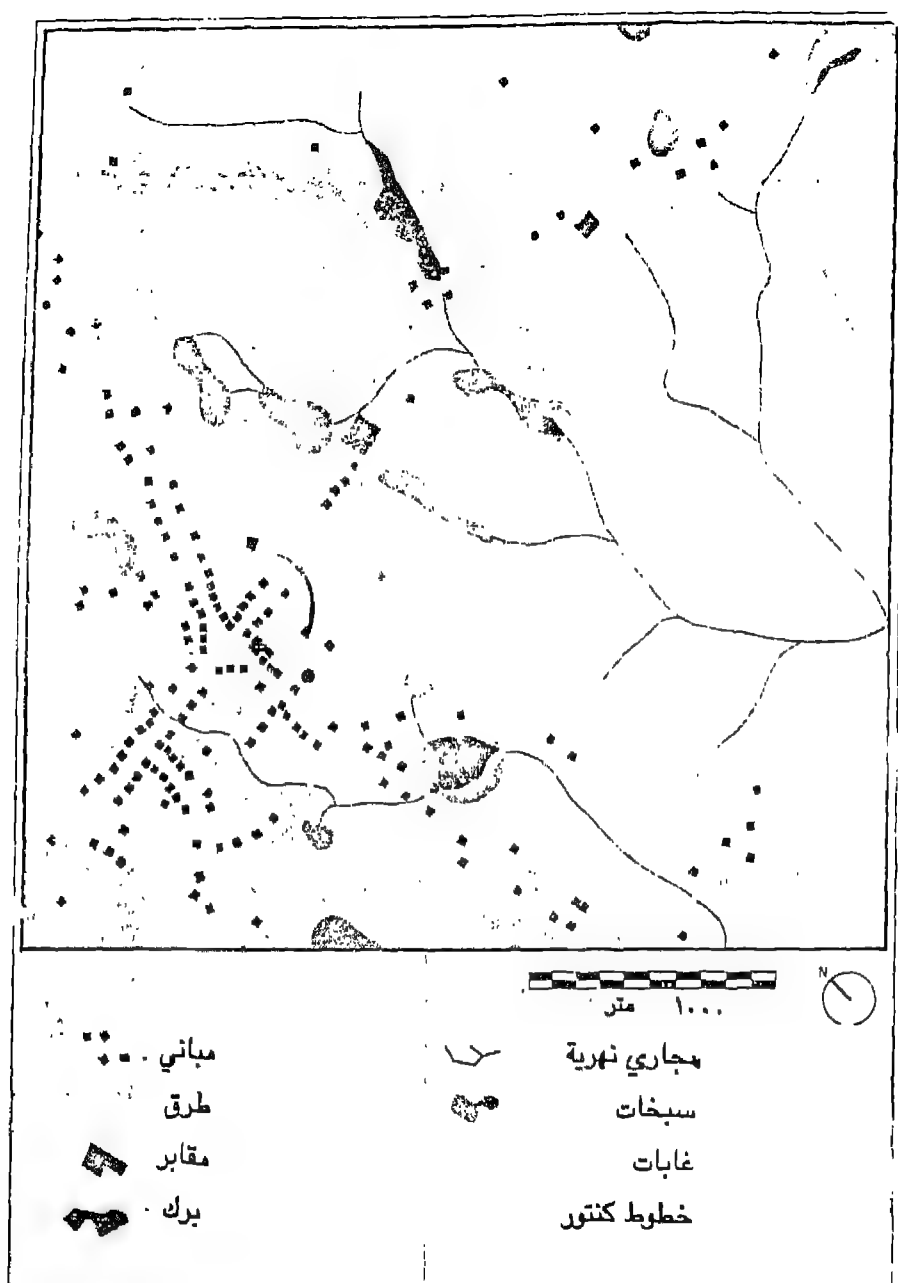 N
١٠٠٠ متر
مجاري نهرية
مباني
سبخات
طرق
غابات
مقابر
خطوط كنتور
برك